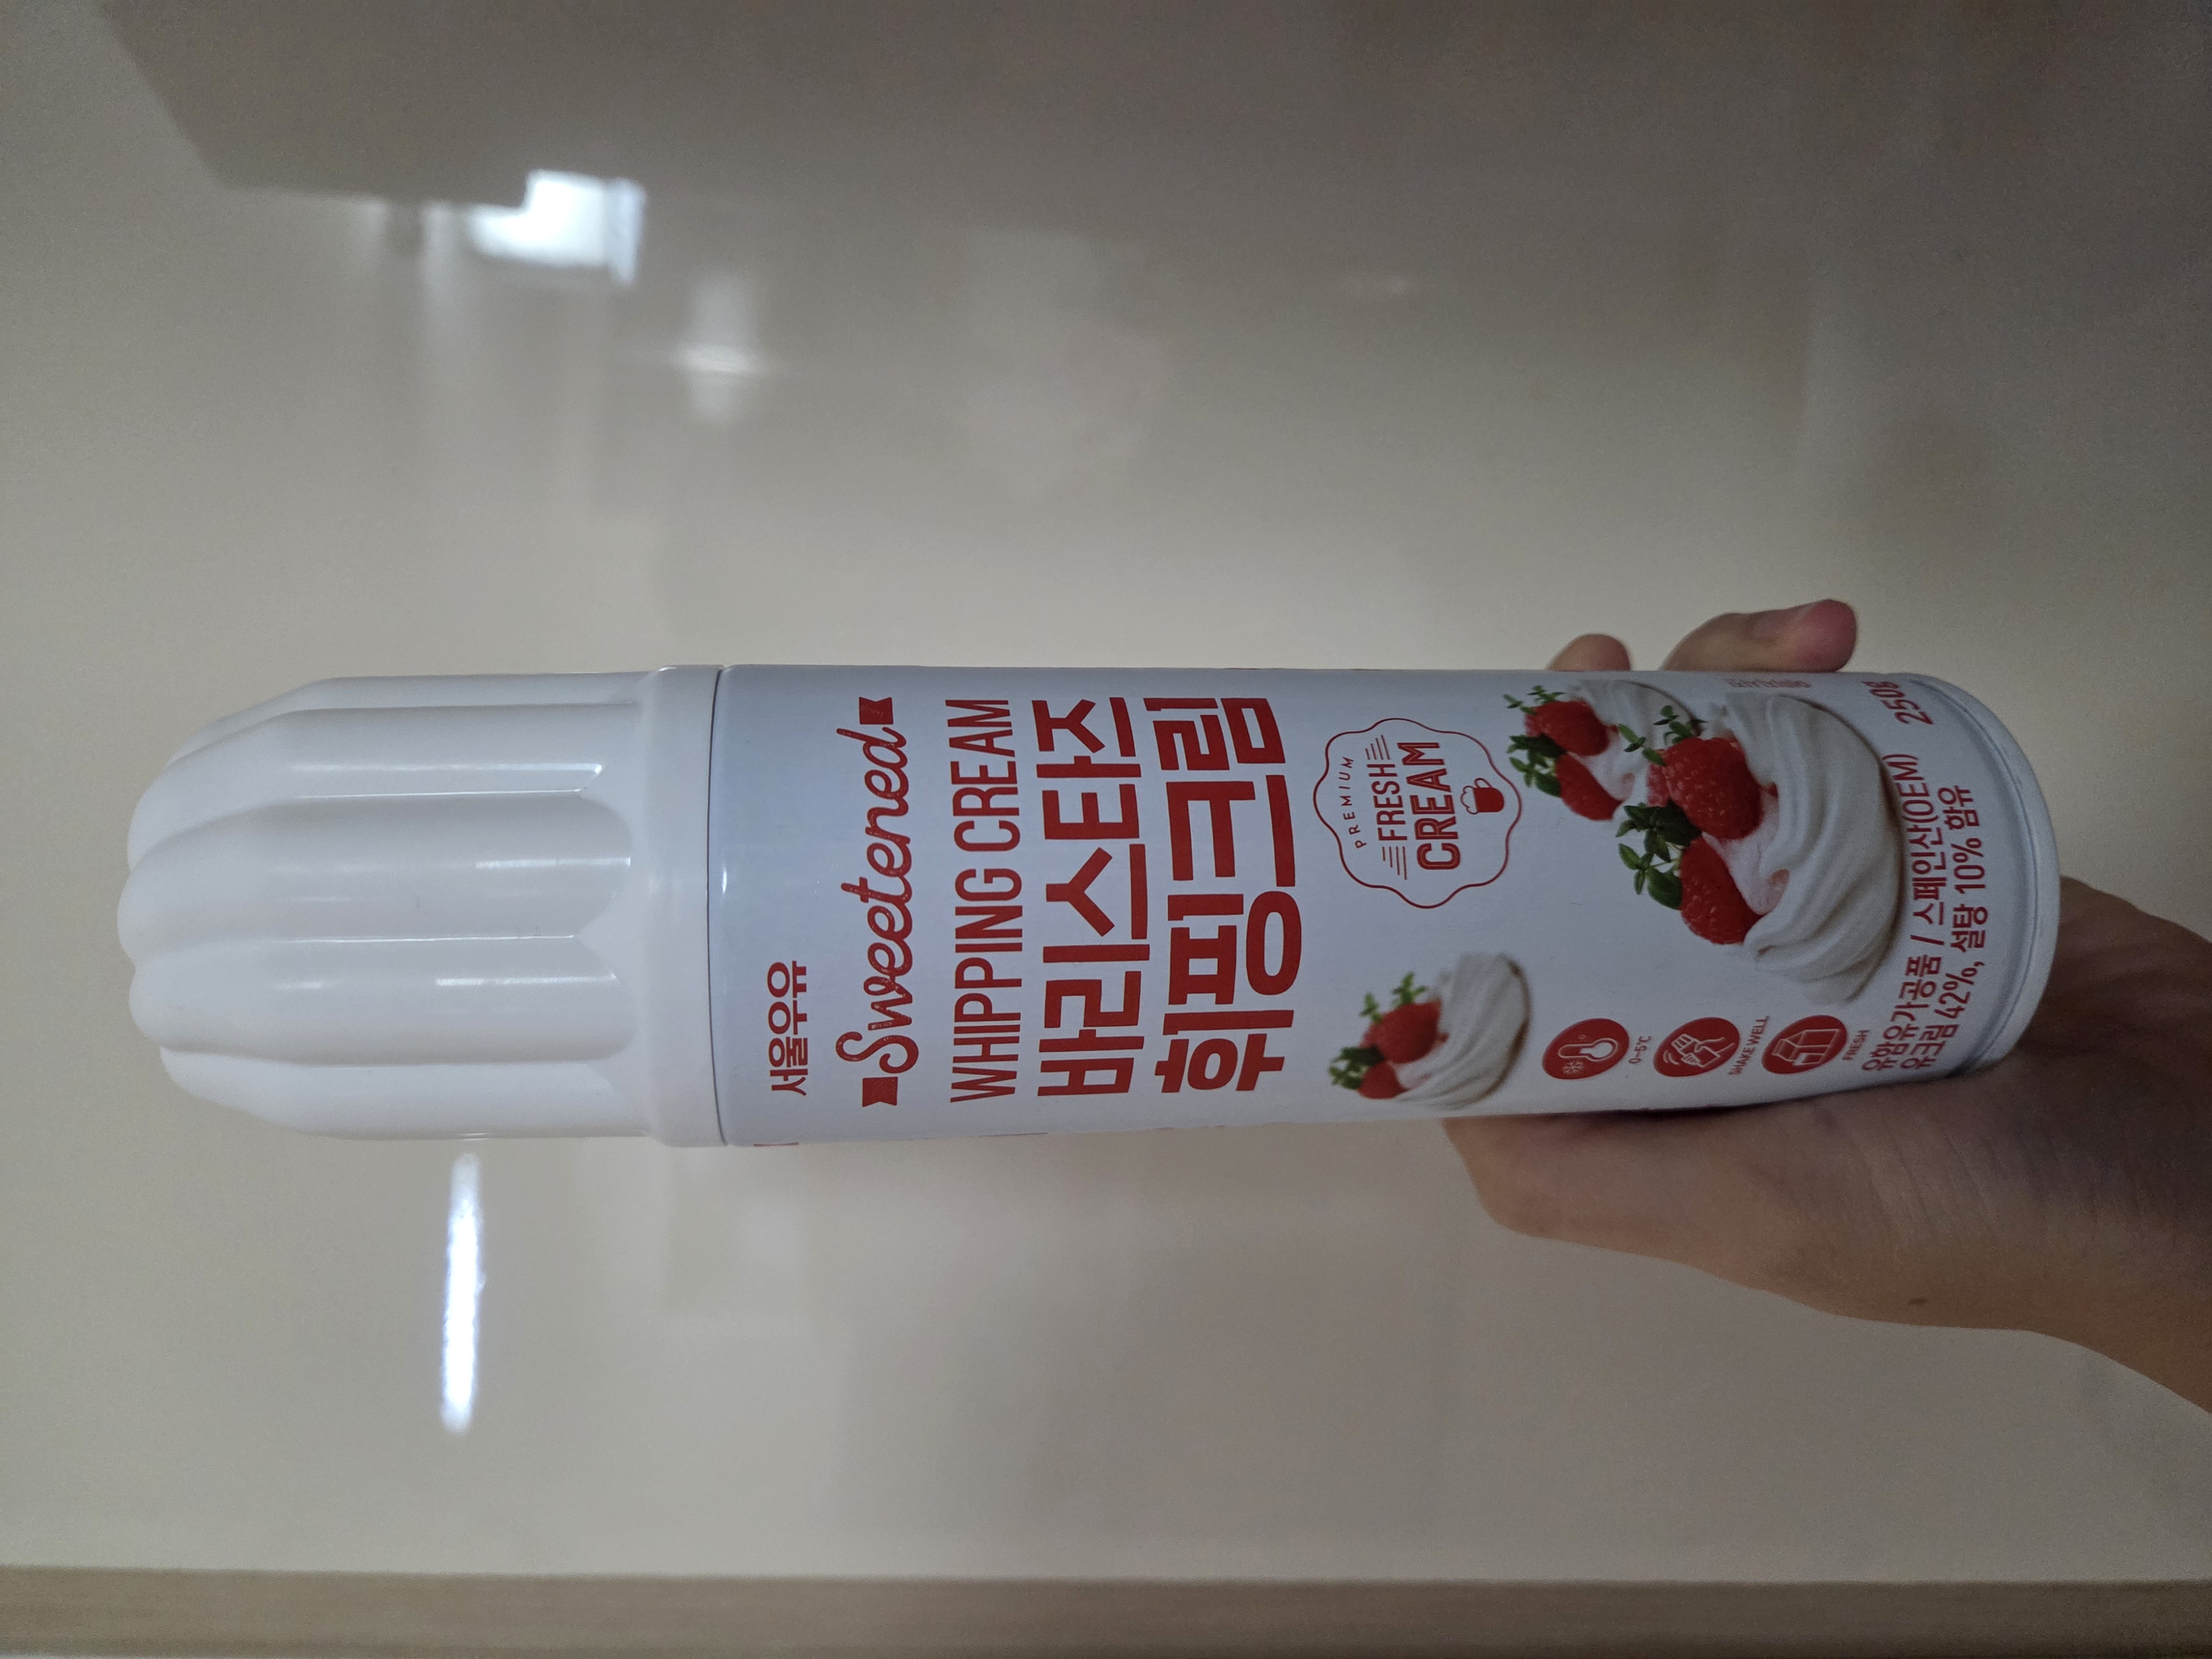 서울우유
Sweetened
WHIPPING CREAM
바리스타즈
휘핑크림
PREMIUM
FRESH
CREAM
0~5℃
SHAKE WELL
FRESH
유함유가공품 / 스페인산(OEM) 250g
유크림 42%, 설탕 10% 함유